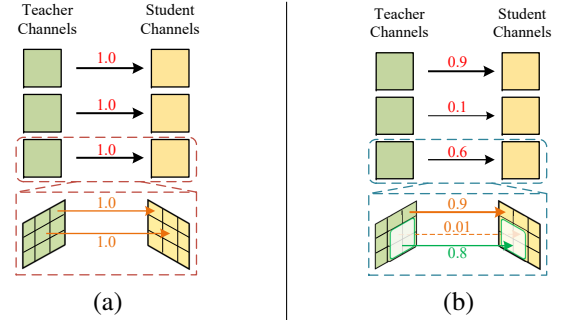 Teacher
Channels
Student
Channels
1.0
1.0
1.0
1.0
1.0
(a)
Teacher
Channels
Student
Channels
0.9
0.1
0.6
0.9
0.01
0.8
(b)